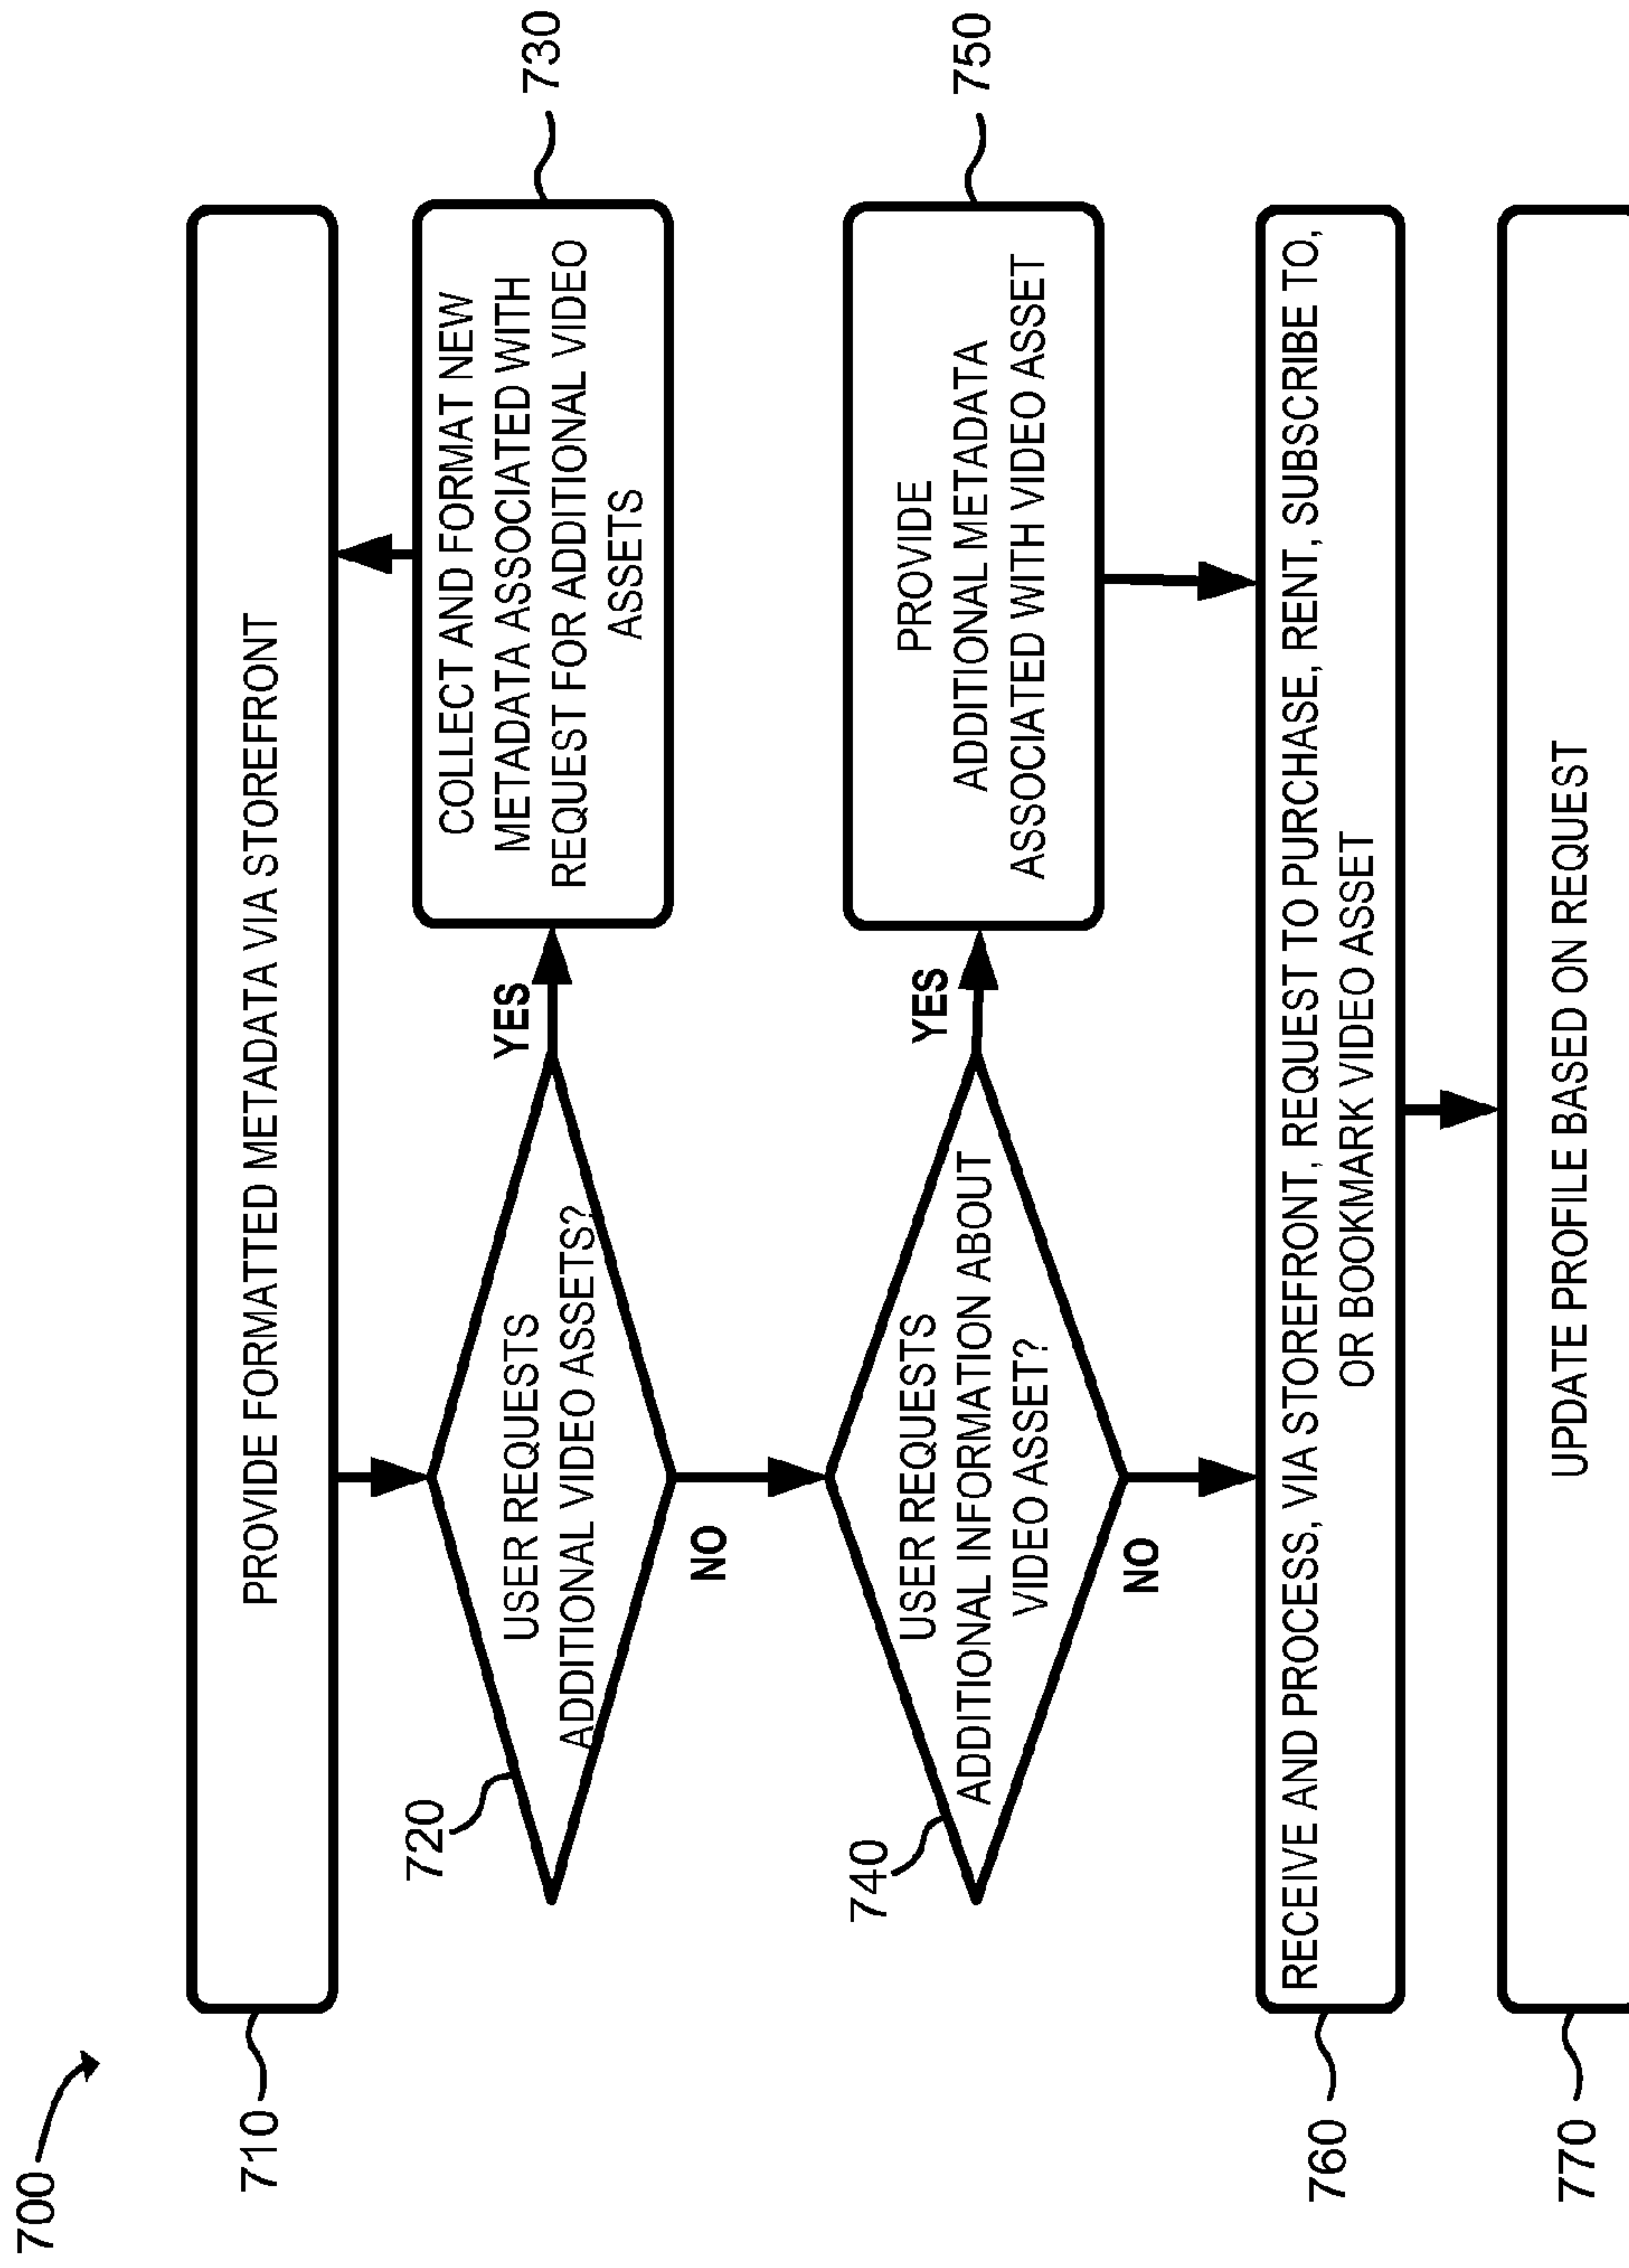 700
710
PROVIDE FORMATTED METADATA VIA STOREFRONT
720
USER REQUESTS
ADDITIONAL VIDEO ASSETS?
YES
730
COLLECT AND FORMAT NEW
METADATA ASSOCIATED WITH
REQUEST FOR ADDITIONAL VIDEO
ASSETS
NO
740
USER REQUESTS
ADDITIONAL INFORMATION ABOUT
VIDEO ASSET?
YES
750
PROVIDE
ADDITIONAL METADATA
ASSOCIATED WITH VIDEO ASSET
NO
760
RECEIVE AND PROCESS, VIA STOREFRONT, REQUEST TO PURCHASE, RENT, SUBSCRIBE TO,
OR BOOKMARK VIDEO ASSET
770
UPDATE PROFILE BASED ON REQUEST